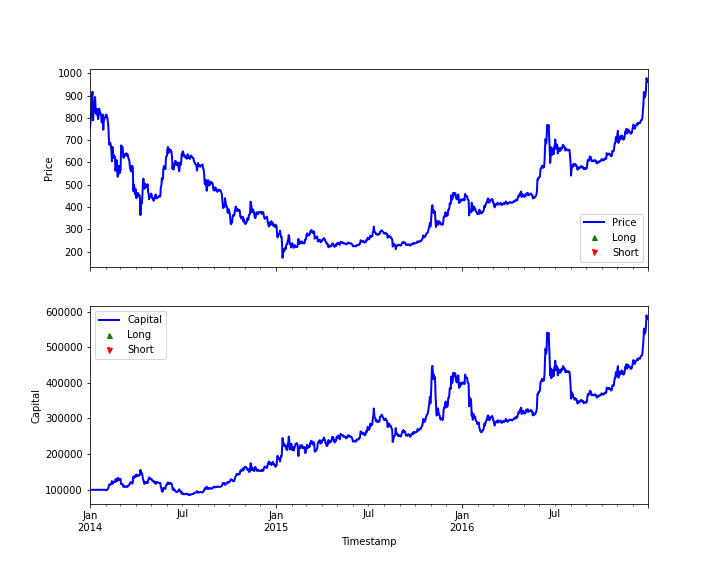 1000
900
800
700
600
500
400
300
200
Price
Price
Long
Short
600000
500000
400000
300000
200000
100000
Capital
Capital
Long
Short
Jan
2014
Jul
Jan
2015
Jul
Jan
2016
Jul
Timestamp